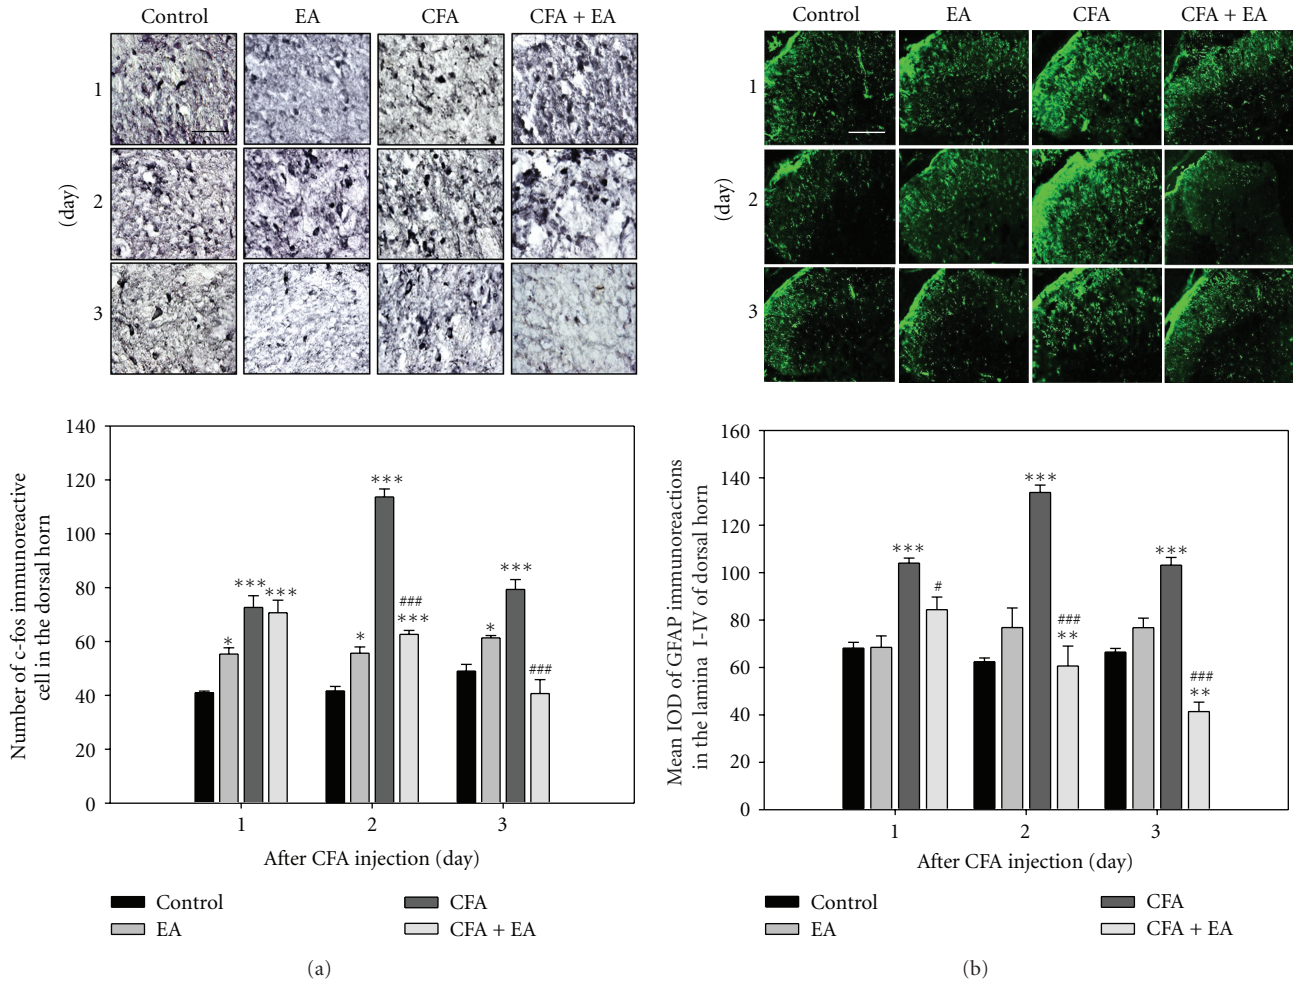 Control EA CFA CFA + EA
1
2
3
(day)
140
120
100
80
60
40
20
0
Number of c-fos immunoreactive
cell in the dorsal horn
* *** ***
* *** ###
***
* *** ###
1 2 3
After CFA injection (day)
Control CFA
EA CFA + EA
(a)
Control EA CFA CFA + EA
1
2
3
(day)
160
140
120
100
80
60
40
20
0
Mean IOD of GFAP immunoreactions
in the lamina I-IV of dorsal horn
*** #
*** ###
**
*** ###
**
1 2 3
After CFA injection (day)
Control CFA
EA CFA + EA
(b)